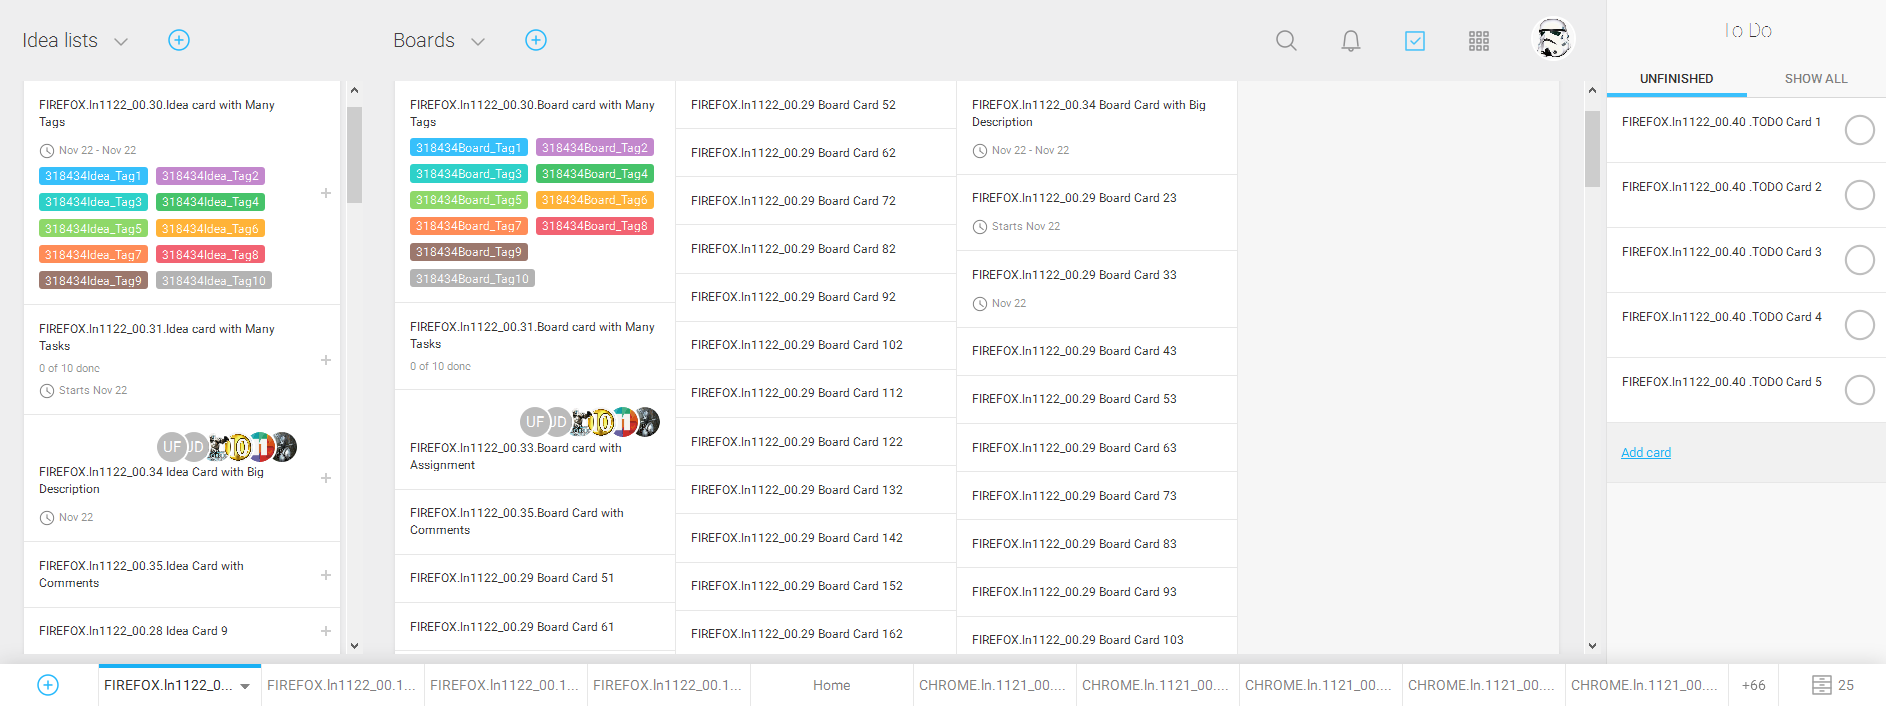 Idea lists
Boards
FIREFOX.In1122_00.30.Idea card with Many
Tags
Nov 22 - Nov 22
318434Idea_Tag1 318434Idea_Tag2
318434Idea_Tag3 318434Idea_Tag4
318434Idea_Tag5 318434Idea_Tag6
318434Idea_Tag7 318434Idea_Tag8
318434Idea_Tag9 318434Idea_Tag10
FIREFOX.In1122_00.31.Idea card with Many
Tasks
0 of 10 done
Starts Nov 22
UF JD 10 11
FIREFOX.In1122_00.34 Idea Card with Big
Description
Nov 22
FIREFOX.In1122_00.35.Idea Card with
Comments
FIREFOX.In1122_00.28 Idea Card 9
FIREFOX.In1122_00.30.Board card with Many
Tags
318434Board_Tag1 318434Board_Tag2
318434Board_Tag3 318434Board_Tag4
318434Board_Tag5 318434Board_Tag6
318434Board_Tag7 318434Board_Tag8
318434Board_Tag9
318434Board_Tag10
FIREFOX.In1122_00.31.Board card with Many
Tasks
0 of 10 done
UF JD 10 11
FIREFOX.In1122_00.33.Board card with
Assignment
FIREFOX.In1122_00.35.Board Card with
Comments
FIREFOX.In1122_00.29 Board Card 51
FIREFOX.In1122_00.29 Board Card 61
FIREFOX.In1122_00.29 Board Card 52
FIREFOX.In1122_00.29 Board Card 62
FIREFOX.In1122_00.29 Board Card 72
FIREFOX.In1122_00.29 Board Card 82
FIREFOX.In1122_00.29 Board Card 92
FIREFOX.In1122_00.29 Board Card 102
FIREFOX.In1122_00.29 Board Card 112
FIREFOX.In1122_00.29 Board Card 122
FIREFOX.In1122_00.29 Board Card 132
FIREFOX.In1122_00.29 Board Card 142
FIREFOX.In1122_00.29 Board Card 152
FIREFOX.In1122_00.29 Board Card 162
FIREFOX.In1122_00.34 Board Card with Big
Description
Nov 22 - Nov 22
FIREFOX.In1122_00.29 Board Card 23
Starts Nov 22
FIREFOX.In1122_00.29 Board Card 33
Nov 22
FIREFOX.In1122_00.29 Board Card 43
FIREFOX.In1122_00.29 Board Card 53
FIREFOX.In1122_00.29 Board Card 63
FIREFOX.In1122_00.29 Board Card 73
FIREFOX.In1122_00.29 Board Card 83
FIREFOX.In1122_00.29 Board Card 93
FIREFOX.In1122_00.29 Board Card 103
To Do
UNFINISHED SHOW ALL
FIREFOX.In1122_00.40 .TODO Card 1
FIREFOX.In1122_00.40 .TODO Card 2
FIREFOX.In1122_00.40 .TODO Card 3
FIREFOX.In1122_00.40 .TODO Card 4
FIREFOX.In1122_00.40 .TODO Card 5
Add card
FIREFOX.In1122_0... FIREFOX.In1122_00.1... FIREFOX.In1122_00.1... FIREFOX.In1122_00.1... Home CHROME.In.1121_00.... CHROME.In.1121_00.... CHROME.In.1121_00.... CHROME.In.1121_00.... CHROME.In.1121_00.... +66 25